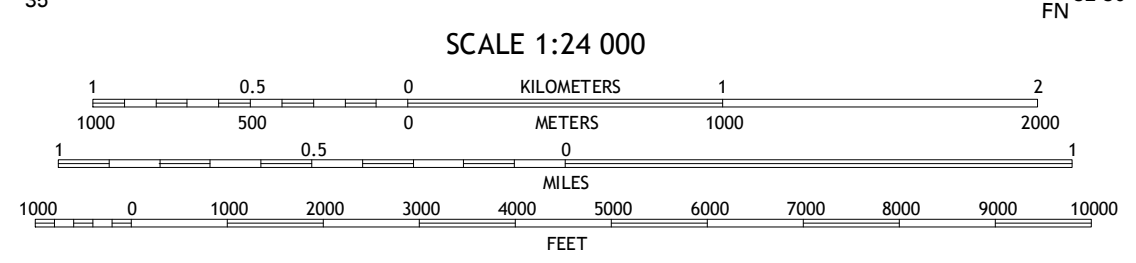 35
FN
SCALE 1:24 000
1 0.5 0 KILOMETERS 1 2
1000 500 0 METERS 1000 2000
1 0.5 0 1
MILES
1000 0 1000 2000 3000 4000 5000 6000 7000 8000 9000 10000
FEET